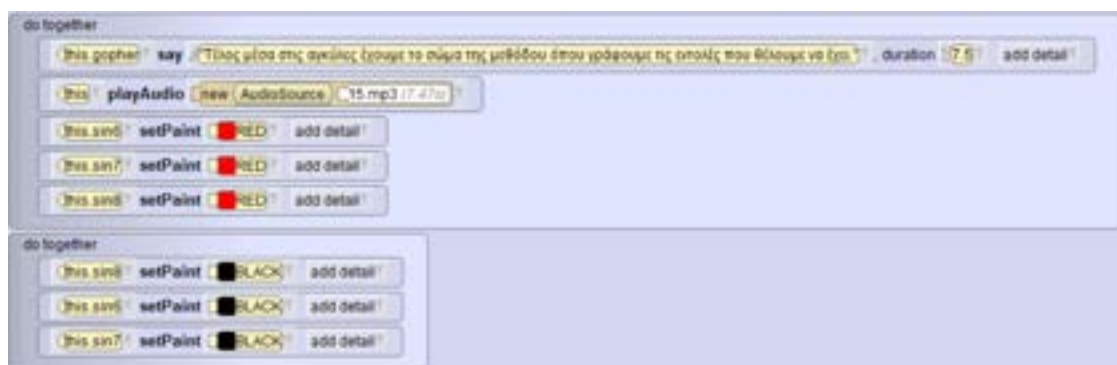 do together
this.gopher say "Τέλος μέσα στις αγκύλες έχουμε το σώμα της μεθόδου όπου γράφουμε τις εντολές που θέλουμε να έχει." , duration 7.5 add detail
this playAudio new AudioSource 15.mp3 (7.47s)
this.sin6 setPaint RED add detail
this.sin7 setPaint RED add detail
this.sin8 setPaint RED add detail
do together
this.sin8 setPaint BLACK add detail
this.sin6 setPaint BLACK add detail
this.sin7 setPaint BLACK add detail